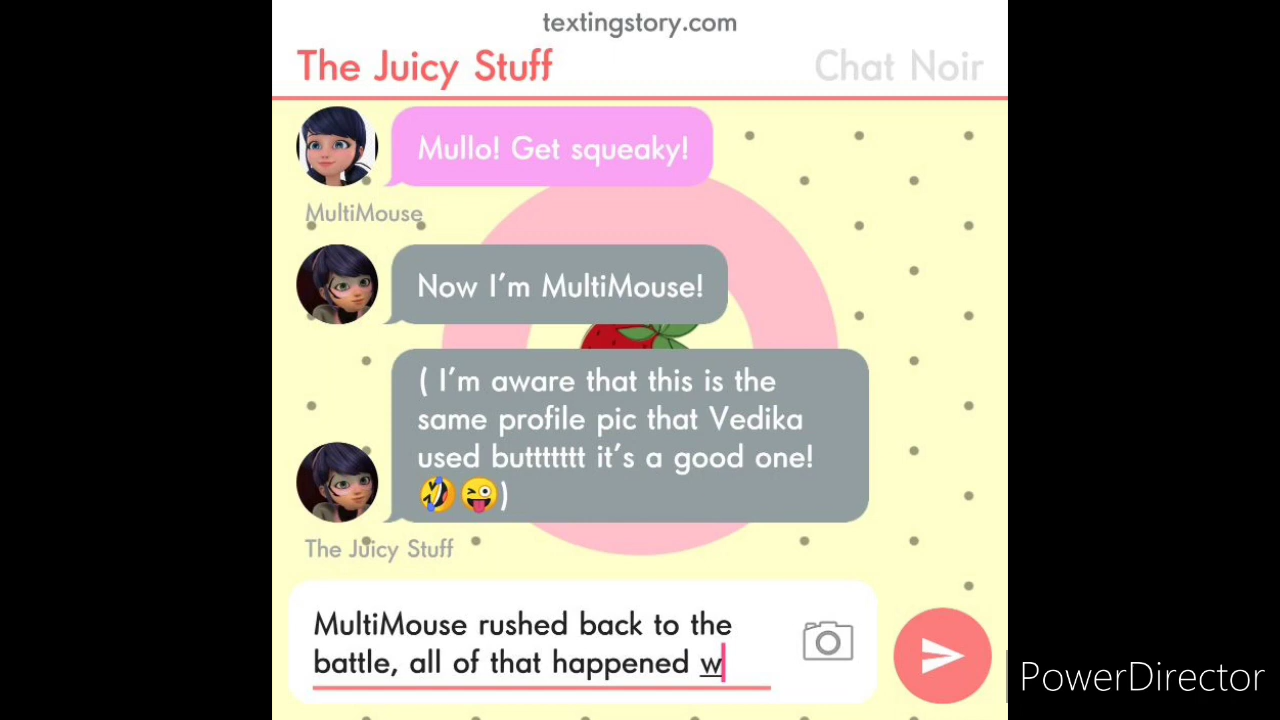 textingstory.com
The Juicy Stuff
Chat Noir
Mullo! Get squeaky!
MultiMouse
Now I'm MultiMouse!
( I'm aware that this is the
same profile pic that Vedika
used buttttttt it's a good one!
🤣😜)
The Juicy Stuff
MultiMouse rushed back to the
battle, all of that happened w
PowerDirector